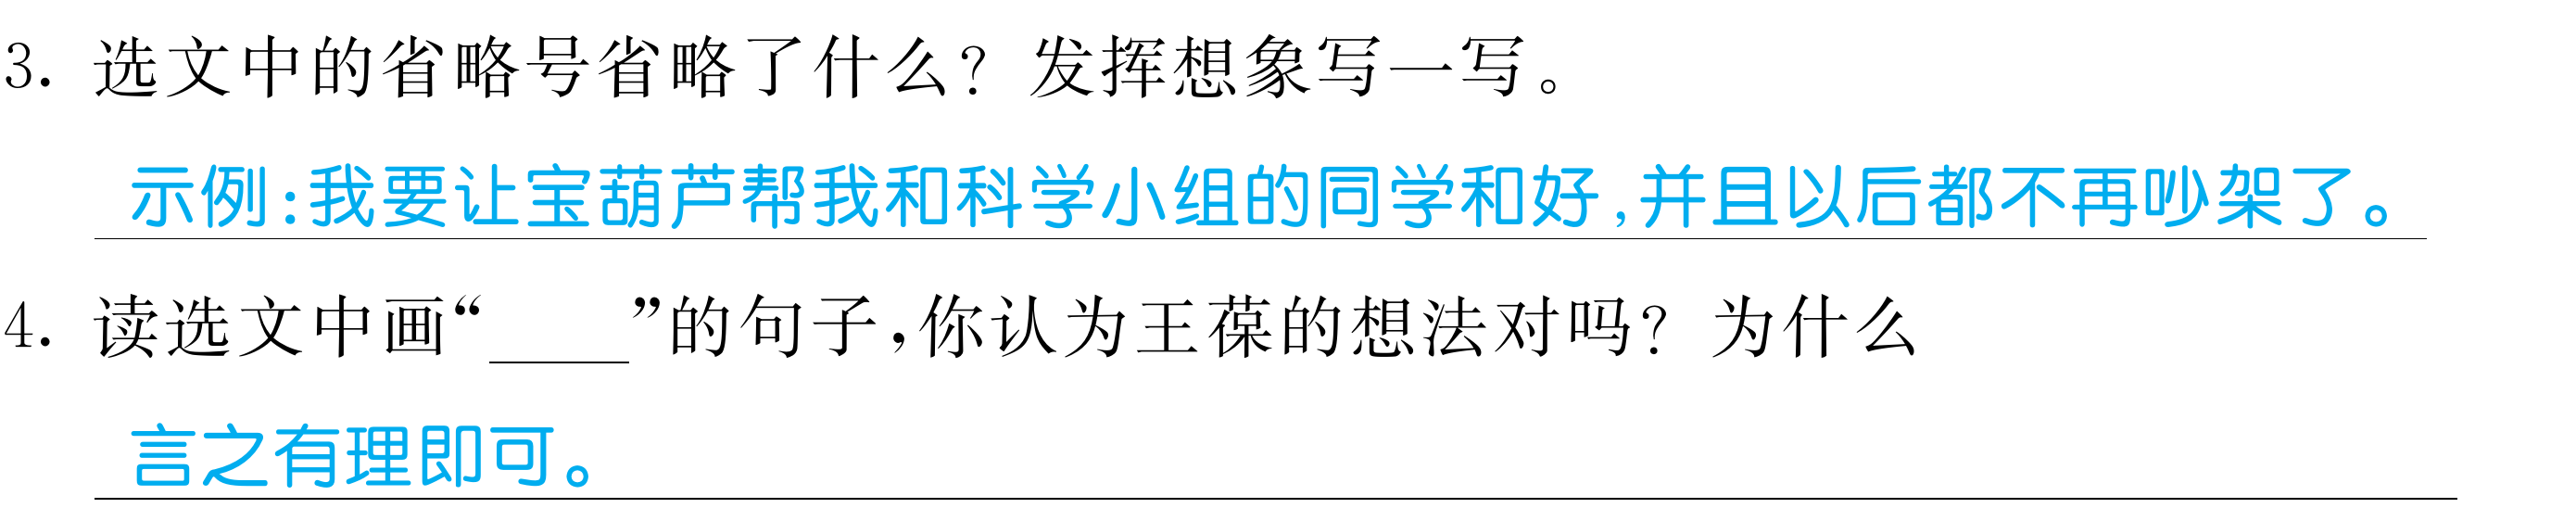 3. 选文中的省略号省略了什么？发挥想象写一写。
示例:我要让宝葫芦帮我和科学小组的同学和好,并且以后都不再吵架了。
4. 读选文中画“____”的句子,你认为王葆的想法对吗？为什么
言之有理即可。